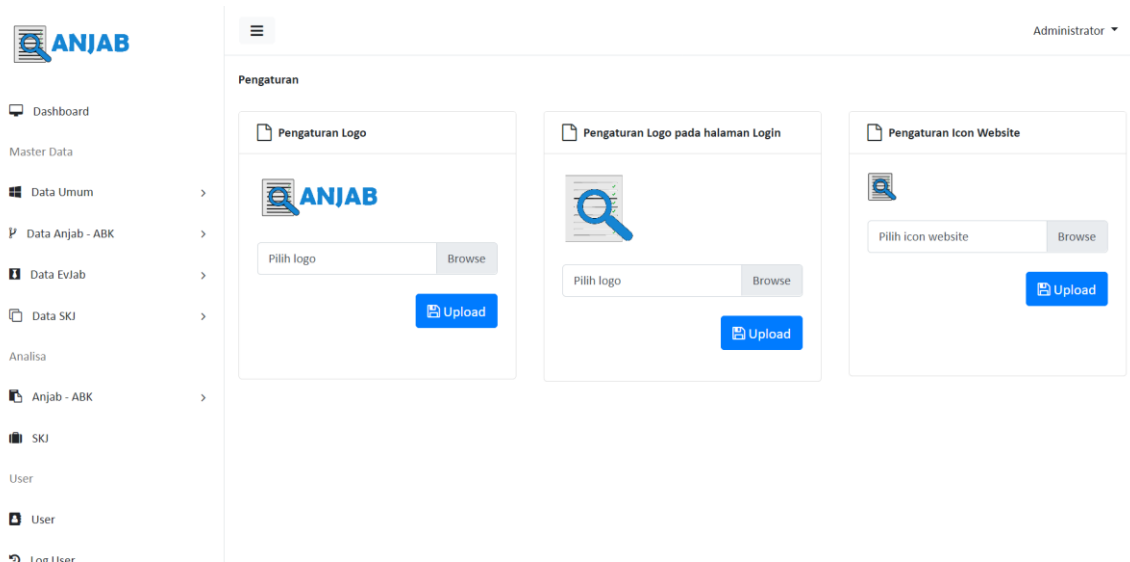 ANJAB
Administrator
Pengaturan
Dashboard
Master Data
Data Umum
Data Anjab - ABK
Data EvJab
Data SKJ
Analisa
Anjab - ABK
SKJ
User
User
Log User
Pengaturan Logo
ANJAB
Pilih logo
Browse
Upload
Pengaturan Logo pada halaman Login
Pilih logo
Browse
Upload
Pengaturan Icon Website
Pilih icon website
Browse
Upload